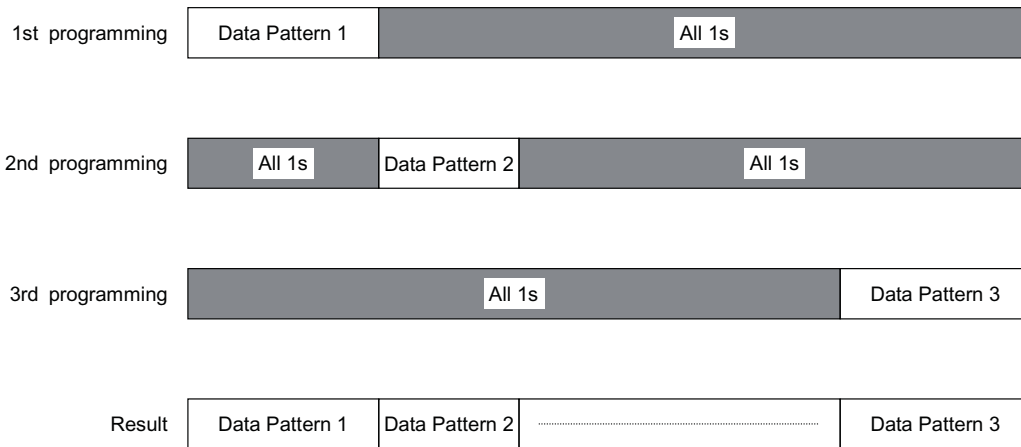 1st programming Data Pattern 1 All 1s
2nd programming All 1s Data Pattern 2 All 1s
3rd programming All 1s Data Pattern 3
Result Data Pattern 1 Data Pattern 2 Data Pattern 3